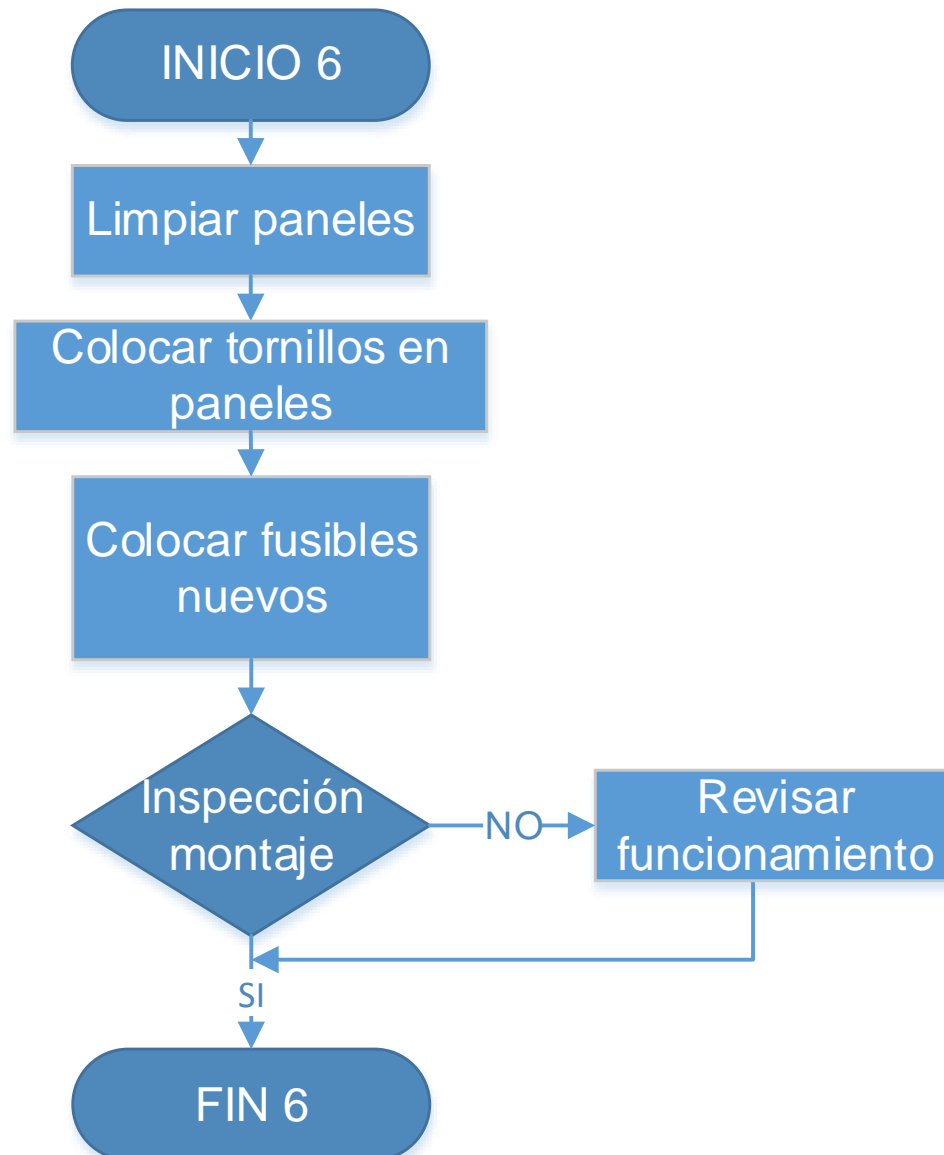 INICIO 6
Limpiar paneles
Colocar tornillos en
paneles
Colocar fusibles
nuevos
Inspección
montaje
NO
Revisar
funcionamiento
SI
FIN 6